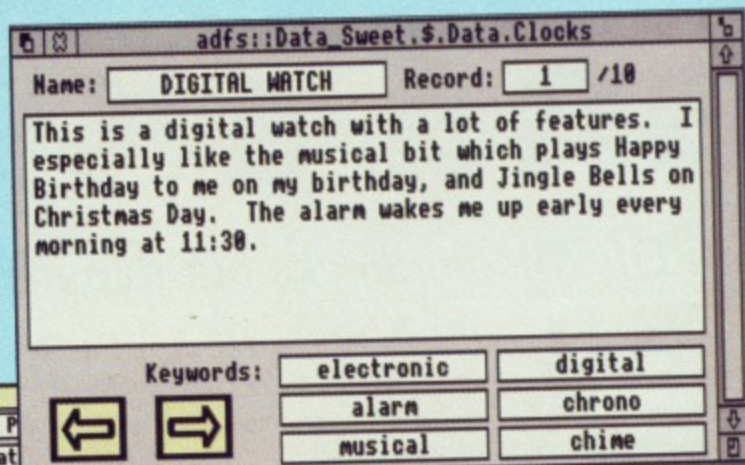 adfs::Data_Sweet.$.Data.Clocks
Name: DIGITAL WATCH Record: 1 /10
This is a digital watch with a lot of features. I
especially like the musical bit which plays Happy
Birthday to me on my birthday, and Jingle Bells on
Christmas Day. The alarm wakes me up early every
morning at 11:30.
Keywords: electronic digital
alarm chrono
musical chime